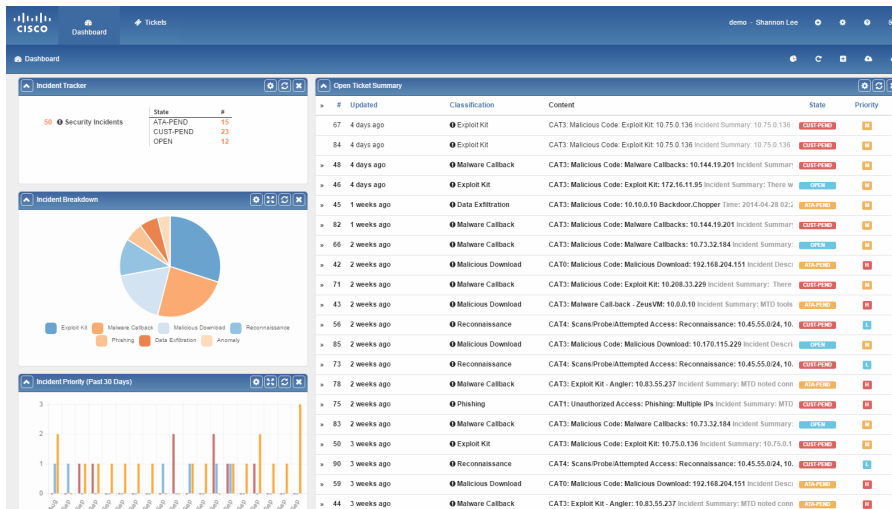 CISCO
Dashboard
Tickets
demo - Shannon Lee
Dashboard
Incident Tracker
50 Security Incidents
State #
ATA-PEND 15
CUST-PEND 23
OPEN 12
Incident Breakdown
Exploit Kit Malware Callback Malicious Download Reconnaissance
Phishing Data Exfiltration Anomaly
Incident Priority (Past 30 Days)
3
2
1
0
Open Ticket Summary
» # Updated Classification Content State Priority
67 4 days ago Exploit Kit CAT3: Malicious Code: Exploit Kit: 10.75.0.136 Incident Summary: 10.75.0.136 CUST-PEND M
84 4 days ago Exploit Kit CAT3: Malicious Code: Exploit Kit: 10.75.0.136 Incident Summary: 10.75.0.136 CUST-PEND M
» 48 4 days ago Malware Callback CAT3: Malicious Code: Malware Callbacks: 10.144.19.201 Incident Summary CUST-PEND M
» 46 4 days ago Exploit Kit CAT3: Malicious Code: Exploit Kit: 172.16.11.95 Incident Summary: There w OPEN M
» 45 1 weeks ago Data Exfiltration CAT3: Malicious Code: 10.10.0.10 Backdoor.Chopper Time: 2014-04-28 02:2 ATA-PEND M
» 82 1 weeks ago Malware Callback CAT3: Malicious Code: Malware Callbacks: 10.144.19.201 Incident Summary CUST-PEND M
» 66 2 weeks ago Malware Callback CAT3: Malicious Code: Malware Callbacks: 10.73.32.184 Incident Summary: OPEN M
» 42 2 weeks ago Malicious Download CAT0: Malicious Code: Malicious Download: 192.168.204.151 Incident Descri ATA-PEND H
» 71 2 weeks ago Malware Callback CAT3: Malicious Code: Exploit Kit: 10.208.33.229 Incident Summary: There CUST-PEND M
» 43 2 weeks ago Malicious Download CAT3: Malware Call-back - ZeusVM: 10.0.0.10 Incident Summary: MTD tools ATA-PEND H
» 56 2 weeks ago Reconnaissance CAT4: Scans/Probe/Attempted Access: Reconnaissance: 10.45.55.0/24, 10. CUST-PEND L
» 85 2 weeks ago Malicious Download CAT3: Malicious Code: Malicious Download: 10.170.115.229 Incident Descri OPEN M
» 73 2 weeks ago Reconnaissance CAT4: Scans/Probe/Attempted Access: Reconnaissance: 10.45.55.0/24, 10. CUST-PEND L
» 78 2 weeks ago Malware Callback CAT3: Exploit Kit - Angler: 10.83.55.237 Incident Summary: MTD noted conn ATA-PEND H
» 75 2 weeks ago Phishing CAT1: Unauthorized Access: Phishing: Multiple IPs Incident Summary: MTD CUST-PEND H
» 83 2 weeks ago Malware Callback CAT3: Malicious Code: Malware Callbacks: 10.73.32.184 Incident Summary: OPEN M
» 50 3 weeks ago Exploit Kit CAT3: Malicious Code: Exploit Kit: 10.75.0.136 Incident Summary: 10.75.0.1 CUST-PEND M
» 90 3 weeks ago Reconnaissance CAT4: Scans/Probe/Attempted Access: Reconnaissance: 10.45.55.0/24, 10. CUST-PEND L
» 59 3 weeks ago Malicious Download CAT0: Malicious Code: Malicious Download: 192.168.204.151 Incident Descri ATA-PEND H
» 44 3 weeks ago Malware Callback CAT3: Exploit Kit - Angler: 10.83.55.237 Incident Summary: MTD noted conn ATA-PEND H